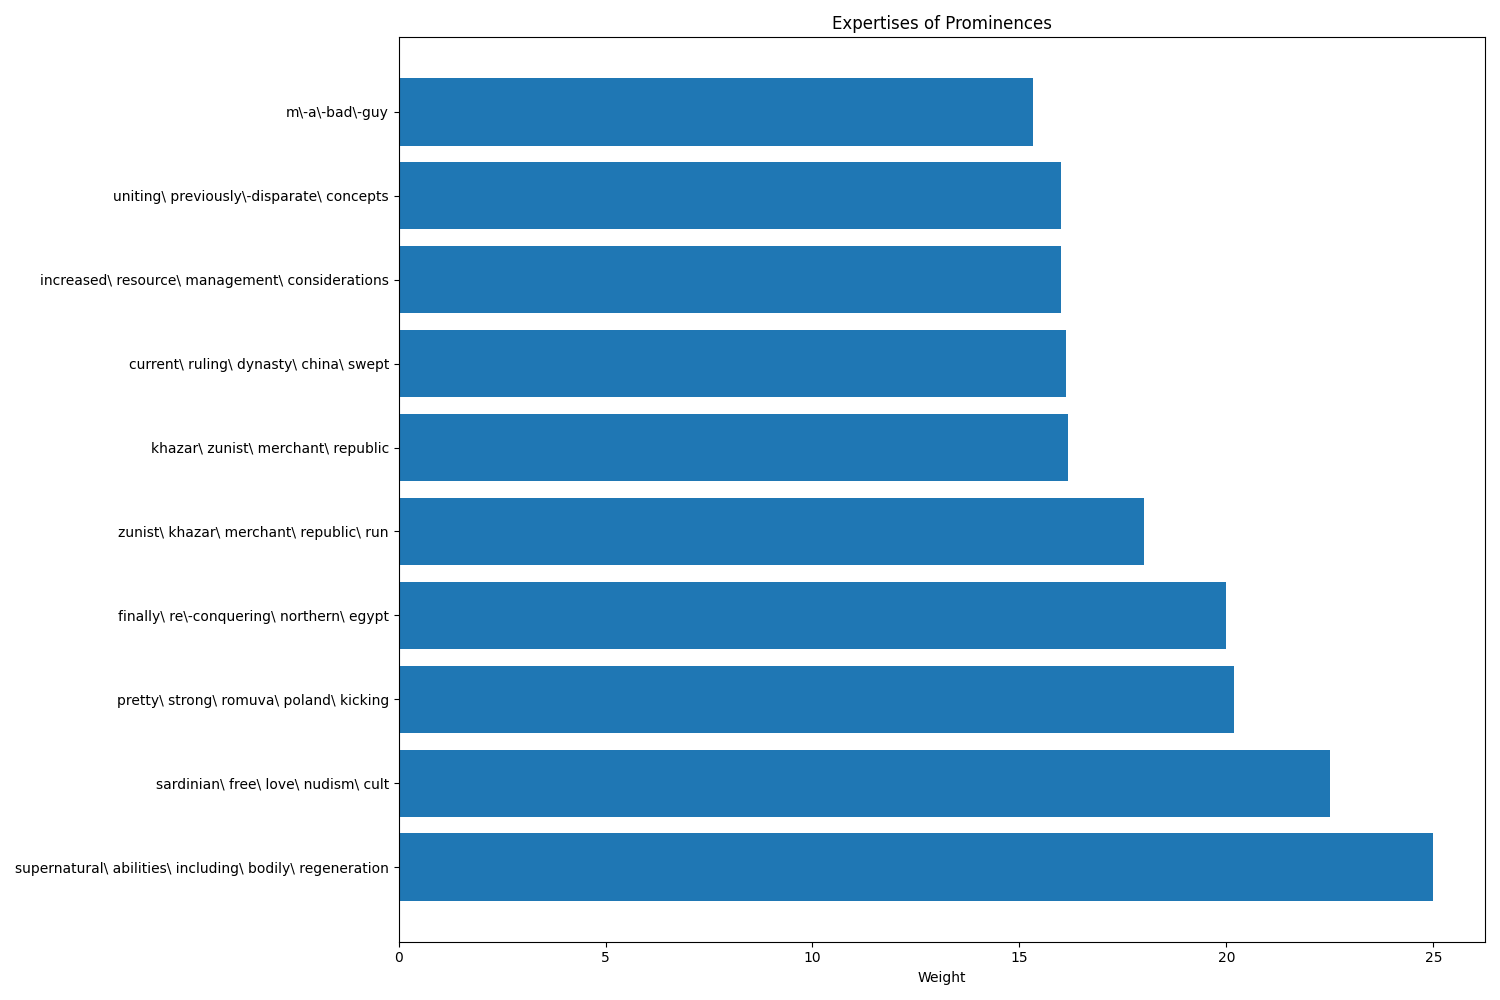 Expertises of Prominences
m\-a\-bad\-guy
uniting\ previously\-disparate\ concepts
increased\ resource\ management\ considerations
current\ ruling\ dynasty\ china\ swept
khazar\ zunist\ merchant\ republic
zunist\ khazar\ merchant\ republic\ run
finally\ re\-conquering\ northern\ egypt
pretty\ strong\ romuva\ poland\ kicking
sardinian\ free\ love\ nudism\ cult
supernatural\ abilities\ including\ bodily\ regeneration
0 5 10 15 20 25
Weight